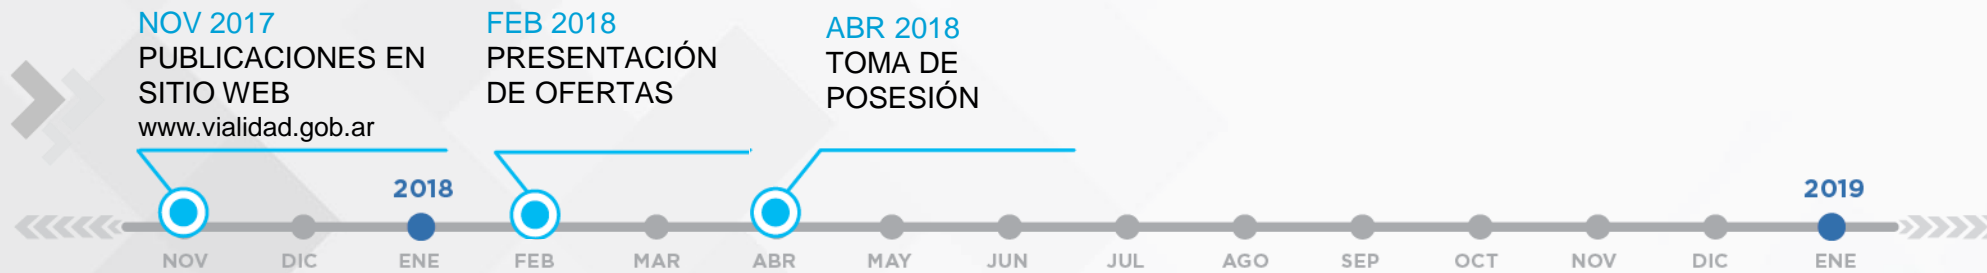 NOV 2017
PUBLICACIONES EN
SITIO WEB
www.vialidad.gob.ar
FEB 2018
PRESENTACIÓN
DE OFERTAS
ABR 2018
TOMA DE
POSESIÓN
2018
2019
NOV
DIC
ENE
FEB
MAR
ABR
MAY
JUN
JUL
AGO
SEP
OCT
NOV
DIC
ENE